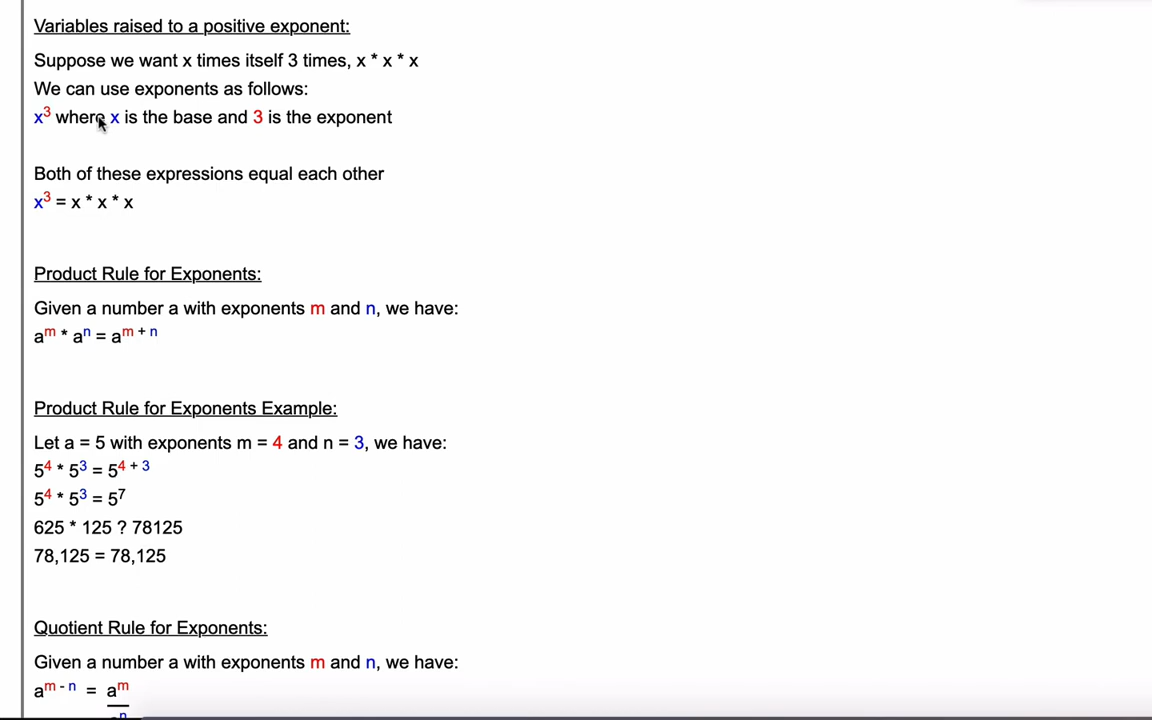 Variables raised to a positive exponent:
Suppose we want x times itself 3 times, x * x * x
We can use exponents as follows:
x³ where x is the base and 3 is the exponent
Both of these expressions equal each other
x³ = x * x * x
Product Rule for Exponents:
Given a number a with exponents m and n, we have:
aᵐ * aⁿ = aᵐ ⁺ ⁿ
Product Rule for Exponents Example:
Let a = 5 with exponents m = 4 and n = 3, we have:
5⁴ * 5³ = 5⁴ ⁺ ³
5⁴ * 5³ = 5⁷
625 * 125 ? 78125
78,125 = 78,125
Quotient Rule for Exponents:
Given a number a with exponents m and n, we have:
aᵐ ⁻ ⁿ = aᵐ
ⁿ